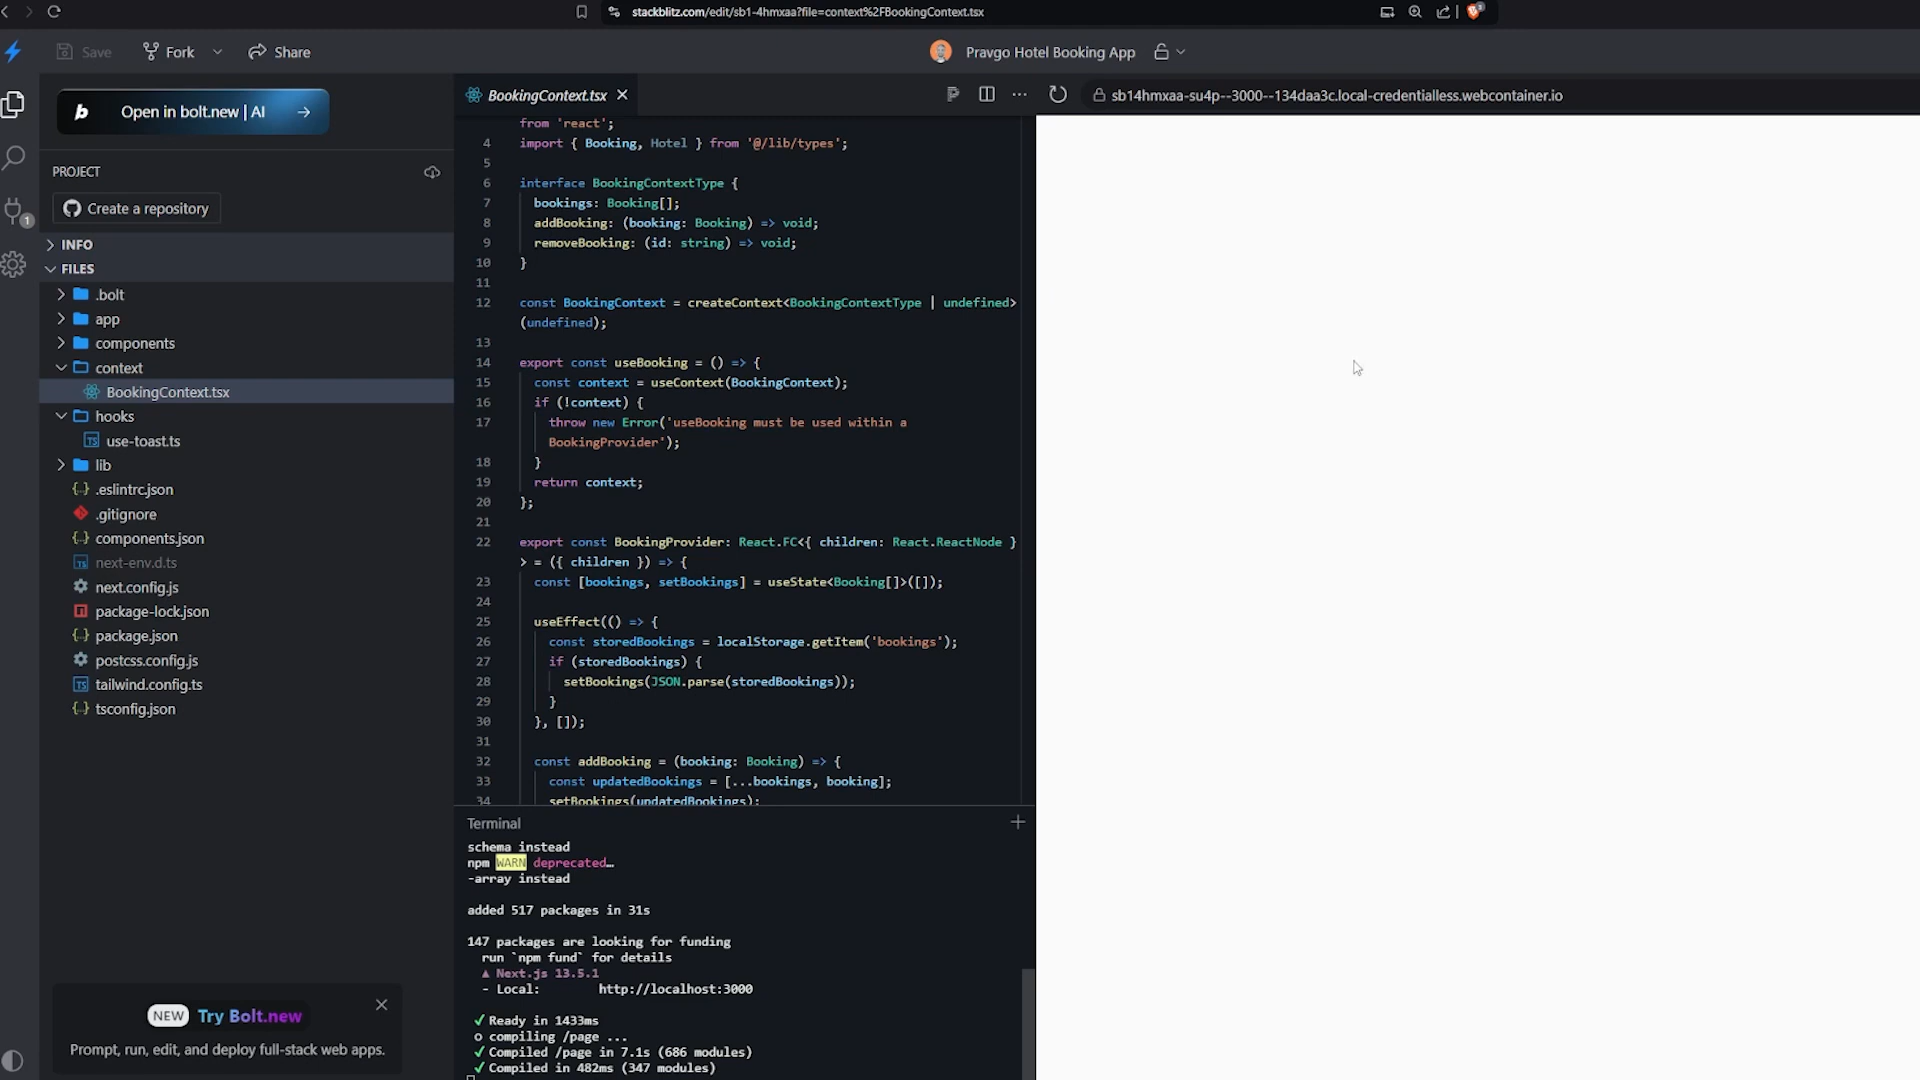 stackblitz.com/edit/sb1-4hmxaa?file=context%2FBookingContext.tsx
Save
Fork
Share
Pravgo Hotel Booking App
b
Open in bolt.new | AI
PROJECT
Create a repository
1
INFO
FILES
.bolt
app
components
context
BookingContext.tsx
hooks
TS use-toast.ts
lib
{..} .eslintrc.json
.gitignore
{..} components.json
TS next-env.d.ts
next.config.js
package-lock.json
{..} package.json
postcss.config.js
TS tailwind.config.ts
{..} tsconfig.json
NEW Try Bolt.new
Prompt, run, edit, and deploy full-stack web apps.
BookingContext.tsx
sb14hmxaa-su4p--3000--134daa3c.local-credentialless.webcontainer.io
from 'react';
4 import { Booking, Hotel } from '@/lib/types';
5
6 interface BookingContextType {
7 bookings: Booking[];
8 addBooking: (booking: Booking) => void;
9 removeBooking: (id: string) => void;
10 }
11
12 const BookingContext = createContext<BookingContextType | undefined>
(undefined);
13
14 export const useBooking = () => {
15 const context = useContext(BookingContext);
16 if (!context) {
17 throw new Error('useBooking must be used within a
BookingProvider');
18 }
19 return context;
20 };
21
22 export const BookingProvider: React.FC<{ children: React.ReactNode }
> = ({ children }) => {
23 const [bookings, setBookings] = useState<Booking[]>([]);
24
25 useEffect(() => {
26 const storedBookings = localStorage.getItem('bookings');
27 if (storedBookings) {
28 setBookings(JSON.parse(storedBookings));
29 }
30 }, []);
31
32 const addBooking = (booking: Booking) => {
33 const updatedBookings = [...bookings, booking];
34 setBookings(updatedBookings);
Terminal
schema instead
npm WARN deprecated…
-array instead
added 517 packages in 31s
147 packages are looking for funding
run `npm fund` for details
▲ Next.js 13.5.1
- Local: http://localhost:3000
✓ Ready in 1433ms
○ compiling /page ...
✓ Compiled /page in 7.1s (686 modules)
✓ Compiled in 482ms (347 modules)